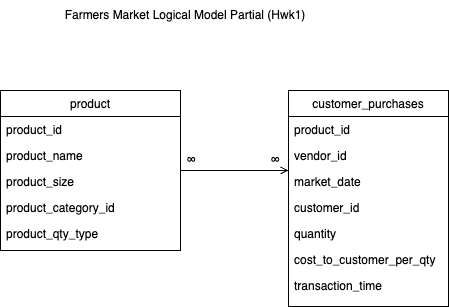 Farmers Market Logical Model Partial (Hwk1)
product
product_id
product_name
product_size
product_category_id
product_qty_type
∞ ∞
customer_purchases
product_id
vendor_id
market_date
customer_id
quantity
cost_to_customer_per_qty
transaction_time